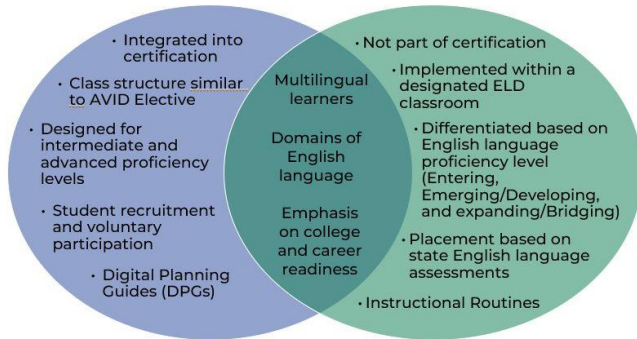 • Integrated into
certification
• Class structure similar
to AVID Elective
• Designed for
intermediate and
advanced proficiency
levels
• Student recruitment
and voluntary
participation
• Digital Planning
Guides (DPGs)
Multilingual
learners
Domains of
English
language
Emphasis
on college
and career
readiness
• Not part of certification
• Implemented within a
designated ELD
classroom
• Differentiated based on
English language
proficiency level
(Entering,
Emerging/Developing,
and expanding/Bridging)
• Placement based on
state English language
assessments
• Instructional Routines